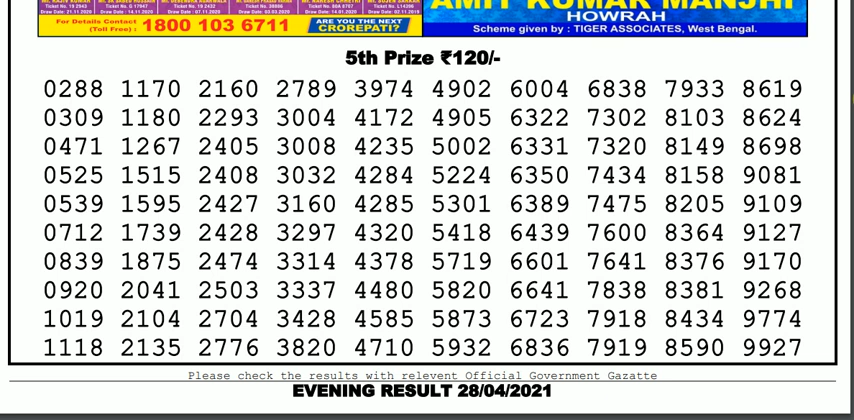 For Details Contact
(Toll Free) : 1800 103 6711
ARE YOU THE NEXT
CROREPATI?
AMIT KUMAR MANJHI
HOWRAH
Scheme given by : TIGER ASSOCIATES, West Bengal.
5th Prize ₹120/-
0288 1170 2160 2789 3974 4902 6004 6838 7933 8619
0309 1180 2293 3004 4172 4905 6322 7302 8103 8624
0471 1267 2405 3008 4235 5002 6331 7320 8149 8698
0525 1515 2408 3032 4284 5224 6350 7434 8158 9081
0539 1595 2427 3160 4285 5301 6389 7475 8205 9109
0712 1739 2428 3297 4320 5418 6439 7600 8364 9127
0839 1875 2474 3314 4378 5719 6601 7641 8376 9170
0920 2041 2503 3337 4480 5820 6641 7838 8381 9268
1019 2104 2704 3428 4585 5873 6723 7918 8434 9774
1118 2135 2776 3820 4710 5932 6836 7919 8590 9927
Please check the results with relevent Official Government Gazatte
EVENING RESULT 28/04/2021